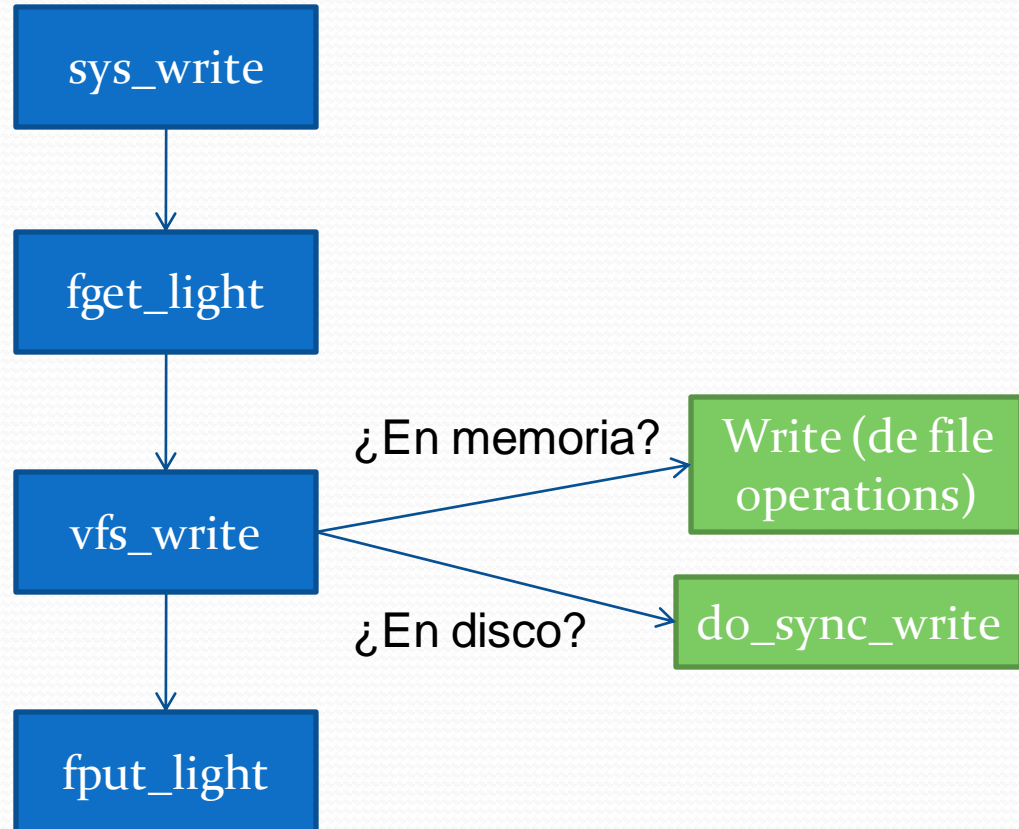 sys_write
fget_light
¿En memoria?
Write (de file
operations)
vfs_write
¿En disco?
do_sync_write
fput_light